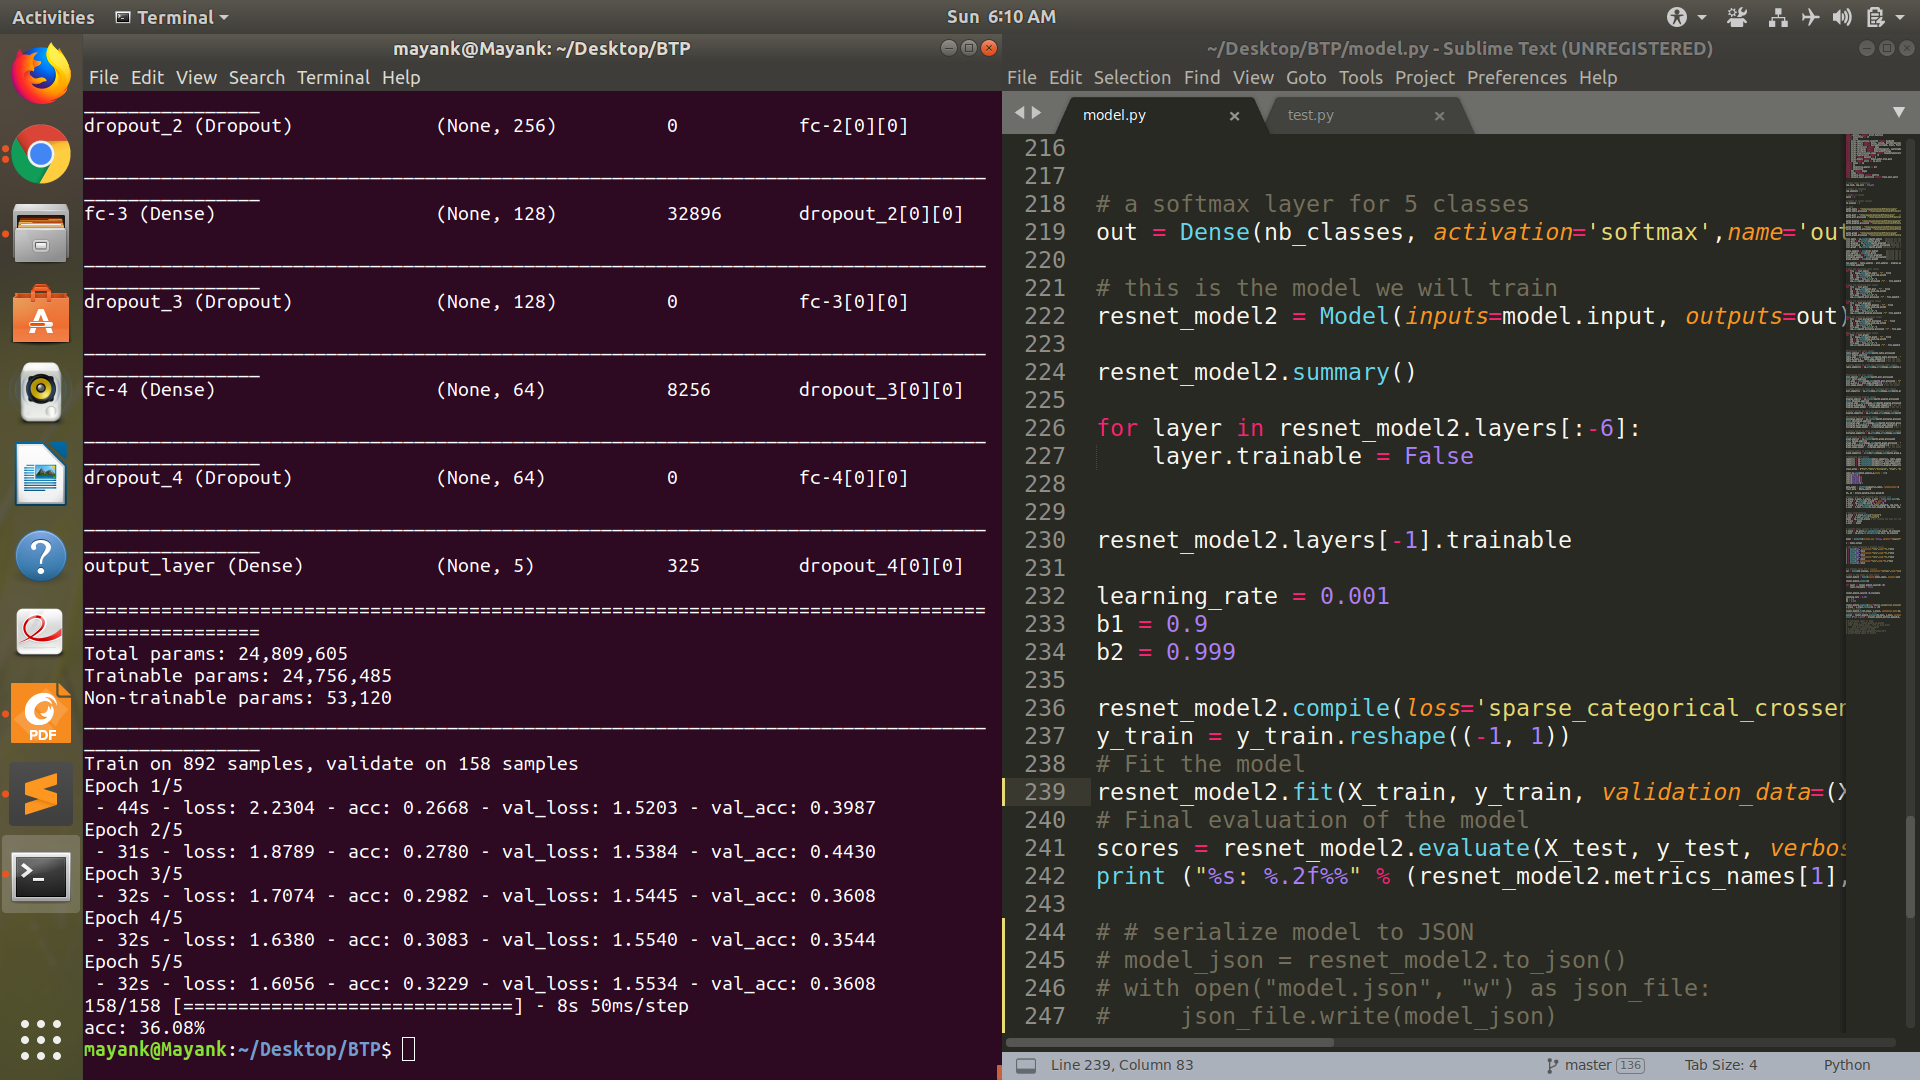 Activities
Terminal
Sun 6:10 AM
mayank@Mayank: ~/Desktop/BTP
File Edit View Search Terminal Help
________________
dropout_2 (Dropout) (None, 256) 0 fc-2[0][0]
fc-3 (Dense) (None, 128) 32896 dropout_2[0][0]
dropout_3 (Dropout) (None, 128) 0 fc-3[0][0]
fc-4 (Dense) (None, 64) 8256 dropout_3[0][0]
dropout_4 (Dropout) (None, 64) 0 fc-4[0][0]
output_layer (Dense) (None, 5) 325 dropout_4[0][0]
==================================================================================
================
Total params: 24,809,605
Trainable params: 24,756,485
Non-trainable params: 53,120
Train on 892 samples, validate on 158 samples
Epoch 1/5
- 44s - loss: 2.2304 - acc: 0.2668 - val_loss: 1.5203 - val_acc: 0.3987
Epoch 2/5
- 31s - loss: 1.8789 - acc: 0.2780 - val_loss: 1.5384 - val_acc: 0.4430
Epoch 3/5
- 32s - loss: 1.7074 - acc: 0.2982 - val_loss: 1.5445 - val_acc: 0.3608
Epoch 4/5
- 32s - loss: 1.6380 - acc: 0.3083 - val_loss: 1.5540 - val_acc: 0.3544
Epoch 5/5
- 32s - loss: 1.6056 - acc: 0.3229 - val_loss: 1.5534 - val_acc: 0.3608
158/158 [==============================] - 8s 50ms/step
acc: 36.08%
mayank@Mayank:~/Desktop/BTP$
PDF
~/Desktop/BTP/model.py - Sublime Text (UNREGISTERED)
File Edit Selection Find View Goto Tools Project Preferences Help
model.py
test.py
216
217
218 # a softmax layer for 5 classes
219 out = Dense(nb_classes, activation='softmax',name='out
220
221 # this is the model we will train
222 resnet_model2 = Model(inputs=model.input, outputs=out)
223
224 resnet_model2.summary()
225
226 for layer in resnet_model2.layers[:-6]:
227     layer.trainable = False
228
229
230 resnet_model2.layers[-1].trainable
231
232 learning_rate = 0.001
233 b1 = 0.9
234 b2 = 0.999
235
236 resnet_model2.compile(loss='sparse_categorical_crossen
237 y_train = y_train.reshape((-1, 1))
238 # Fit the model
239 resnet_model2.fit(X_train, y_train, validation_data=(X
240 # Final evaluation of the model
241 scores = resnet_model2.evaluate(X_test, y_test, verbos
242 print ("%s: %.2f%%" % (resnet_model2.metrics_names[1],
243
244 # # serialize model to JSON
245 # model_json = resnet_model2.to_json()
246 # with open("model.json", "w") as json_file:
247 #     json_file.write(model_json)
Line 239, Column 83
master 136
Tab Size: 4
Python